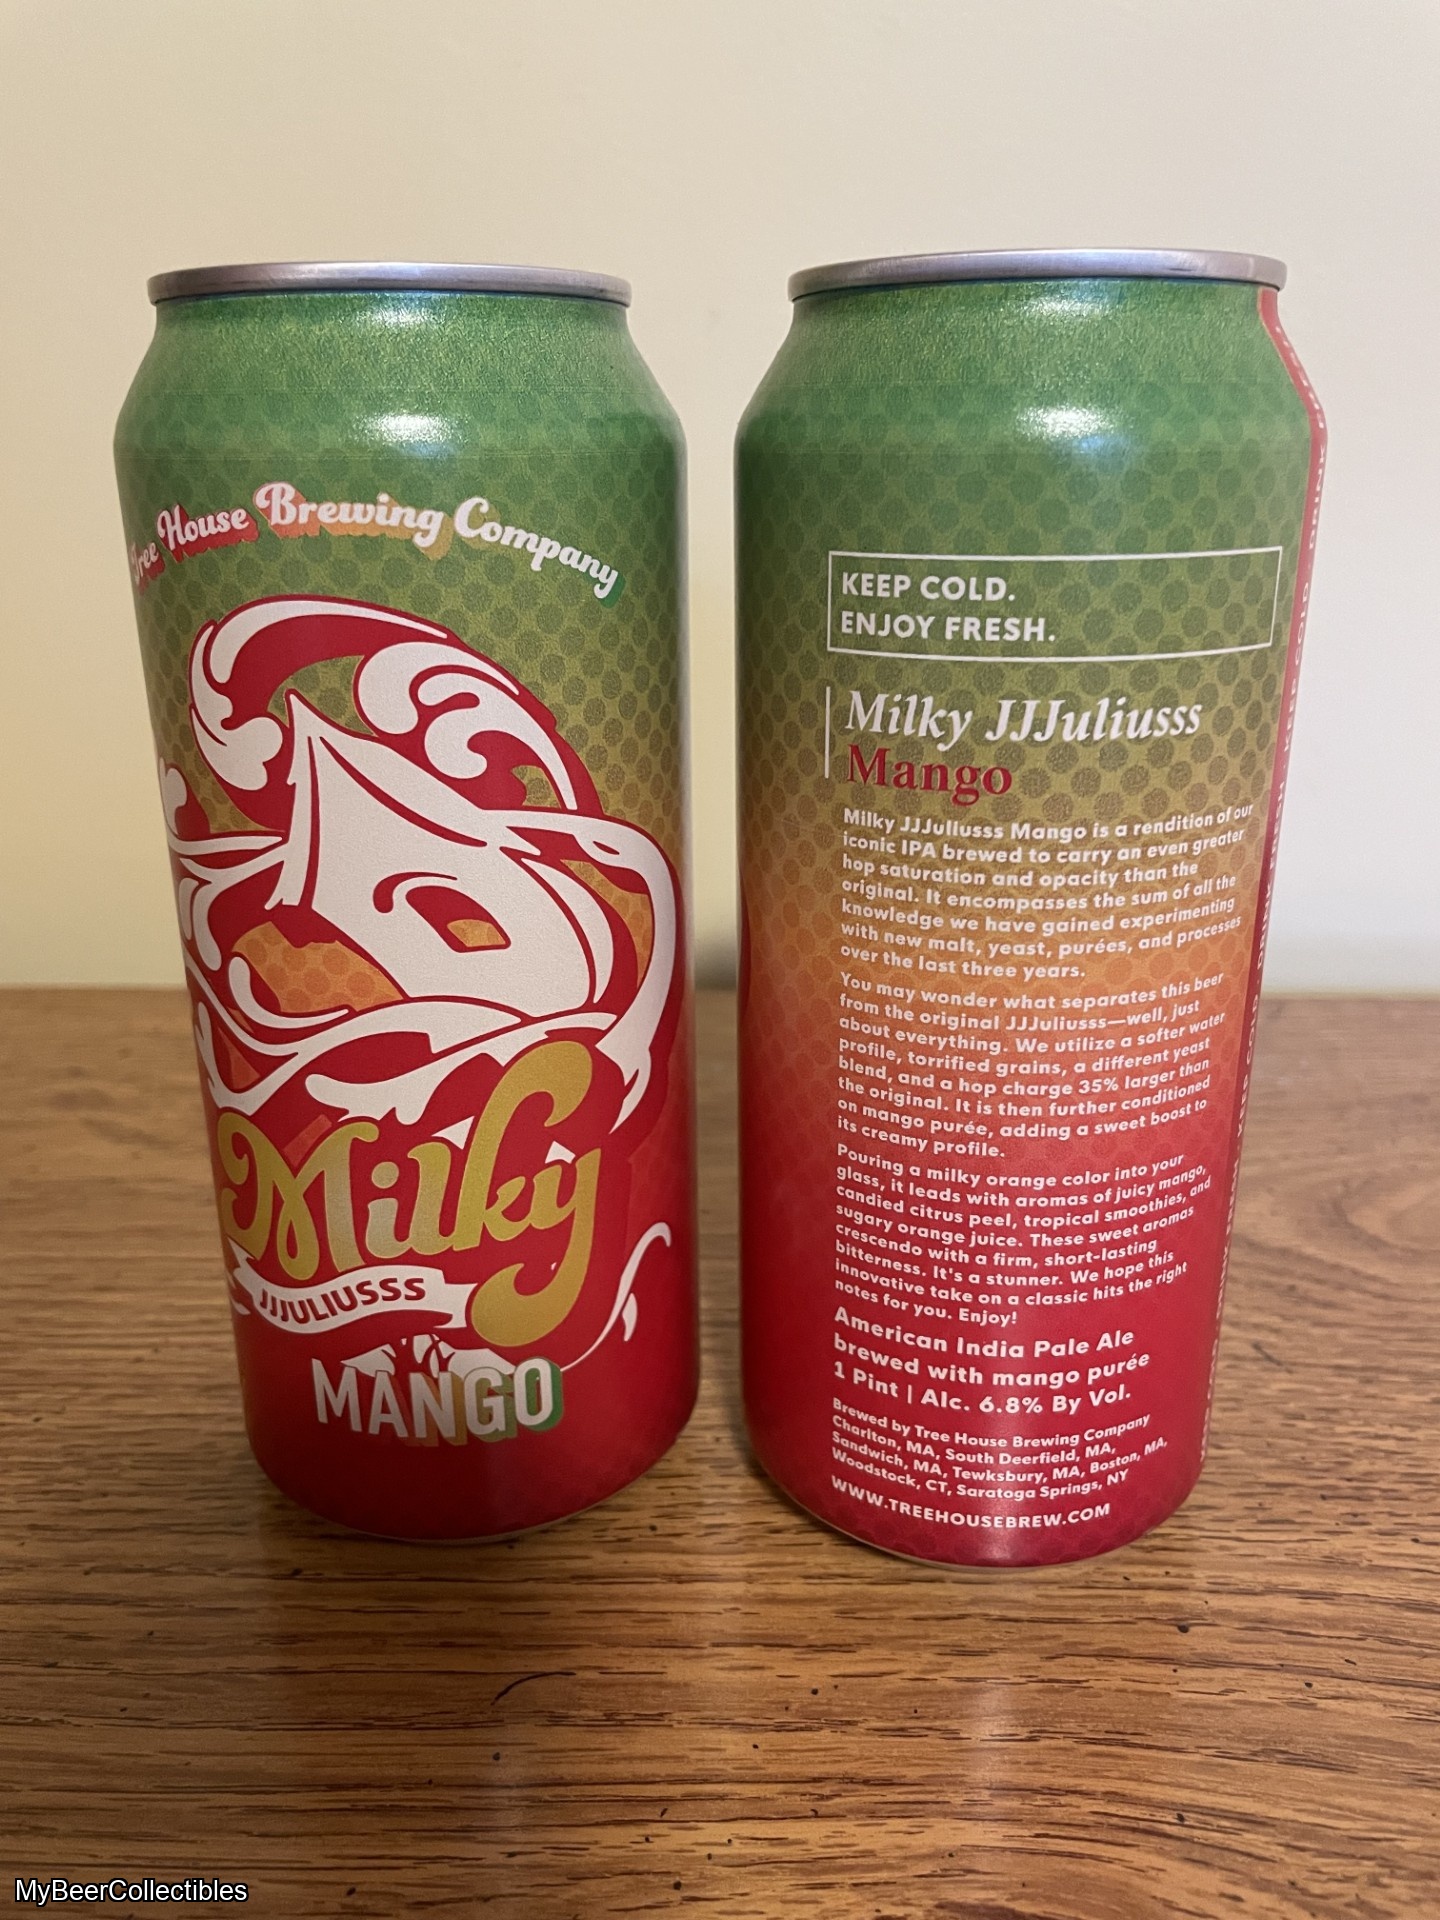 Tree House Brewing Company
Milky
JJJULIUSSS
MANGO
KEEP COLD.
ENJOY FRESH.
Milky JJJuliusss
Mango
Milky JJJuliusss Mango is a rendition of our
iconic IPA brewed to carry an even greater
hop saturation and opacity than the
original. It encompasses the sum of all the
knowledge we have gained experimenting
with new malt, yeast, purées, and processes
over the last three years.
You may wonder what separates this beer
from the original JJJuliusss—well, just
about everything. We utilize a softer water
profile, torrified grains, a different yeast
blend, and a hop charge 35% larger than
the original. It is then further conditioned
on mango purée, adding a sweet boost to
its creamy profile.
Pouring a milky orange color into your
glass, it leads with aromas of juicy mango,
candied citrus peel, tropical smoothies, and
sugary orange juice. These sweet aromas
crescendo with a firm, short-lasting
bitterness. It's a stunner. We hope this
innovative take on a classic hits the right
notes for you. Enjoy!
American India Pale Ale
brewed with mango purée
1 Pint | Alc. 6.8% By Vol.
Brewed by Tree House Brewing Company
Charlton, MA, South Deerfield, MA,
Sandwich, MA, Tewksbury, MA, Boston, MA,
Woodstock, CT, Saratoga Springs, NY
WWW.TREEHOUSEBREW.COM
KEEP COLD DRINK FRESH KEEP COLD DRINK
MyBeerCollectibles